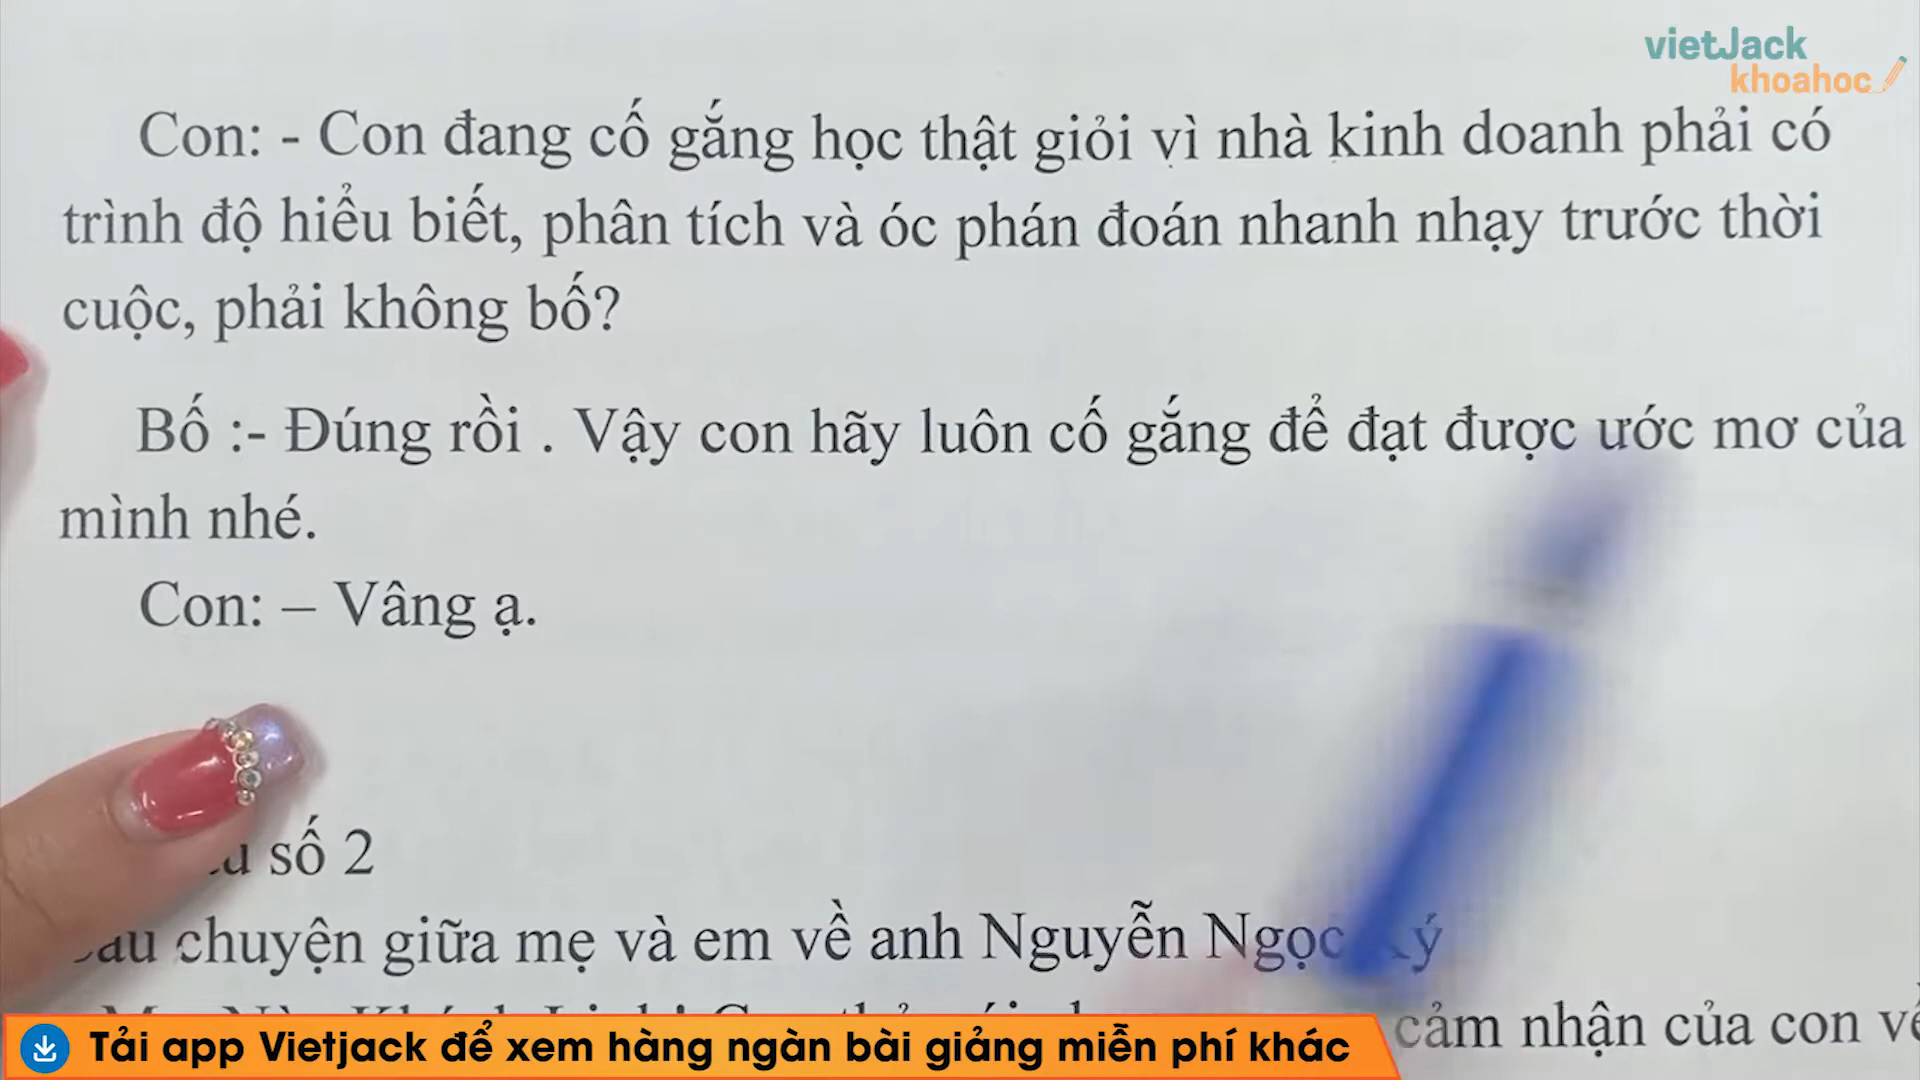 vietJack
khoahoc
Con: - Con đang cố gắng học thật giỏi vì nhà kinh doanh phải có
trình độ hiểu biết, phân tích và óc phán đoán nhanh nhạy trước thời
cuộc, phải không bố?
Bố :- Đúng rồi . Vậy con hãy luôn cố gắng để đạt được ước mơ của
mình nhé.
Con: – Vâng ạ.
số 2
chuyện giữa mẹ và em về anh Nguyễn Ngọc
cảm nhận của con về
Tải app Vietjack để xem hàng ngàn bài giảng miễn phí khác